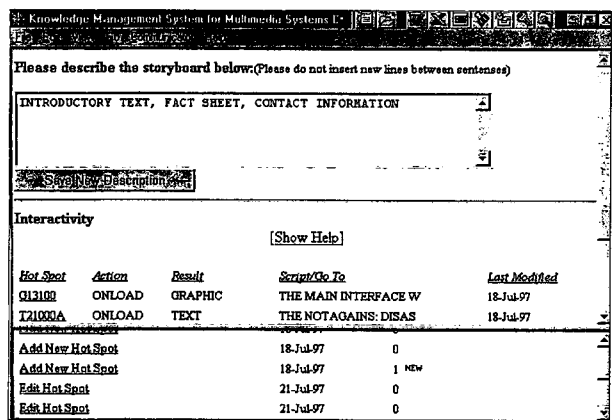 Knowledge Management System for Multimedia Systems D
Please describe the storyboard below:(Please do not insert new lines between sentences)
INTRODUCTORY TEXT, FACT SHEET, CONTACT INFORMATION
Save New Description
Interactivity
[Show Help]
Hot Spot Action Result Script/Go To Last Modified
G13100 ONLOAD GRAPHIC THE MAIN INTERFACE W 18-Jul-97
T21000A ONLOAD TEXT THE NOTAGAINS: DISAS 18-Jul-97
Add New Hot Spot 18-Jul-97 0
Add New Hot Spot 18-Jul-97 1 NEW
Edit Hot Spot 21-Jul-97 0
Edit Hot Spot 21-Jul-97 0